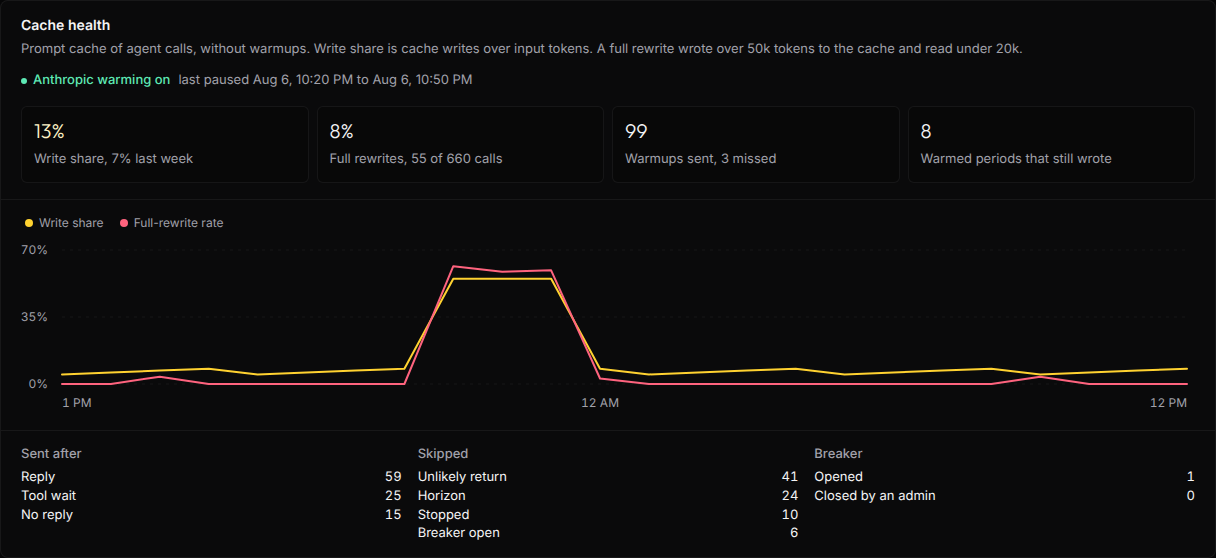 Cache health
Prompt cache of agent calls, without warmups. Write share is cache writes over input tokens. A full rewrite wrote over 50k tokens to the cache and read under 20k.
Anthropic warming on last paused Aug 6, 10:20 PM to Aug 6, 10:50 PM
13%
Write share, 7% last week
8%
Full rewrites, 55 of 660 calls
99
Warmups sent, 3 missed
8
Warmed periods that still wrote
Write share Full-rewrite rate
70%
35%
0%
1 PM 12 AM 12 PM
Sent after
Reply 59
Tool wait 25
No reply 15
Skipped
Unlikely return 41
Horizon 24
Stopped 10
Breaker open 6
Breaker
Opened 1
Closed by an admin 0